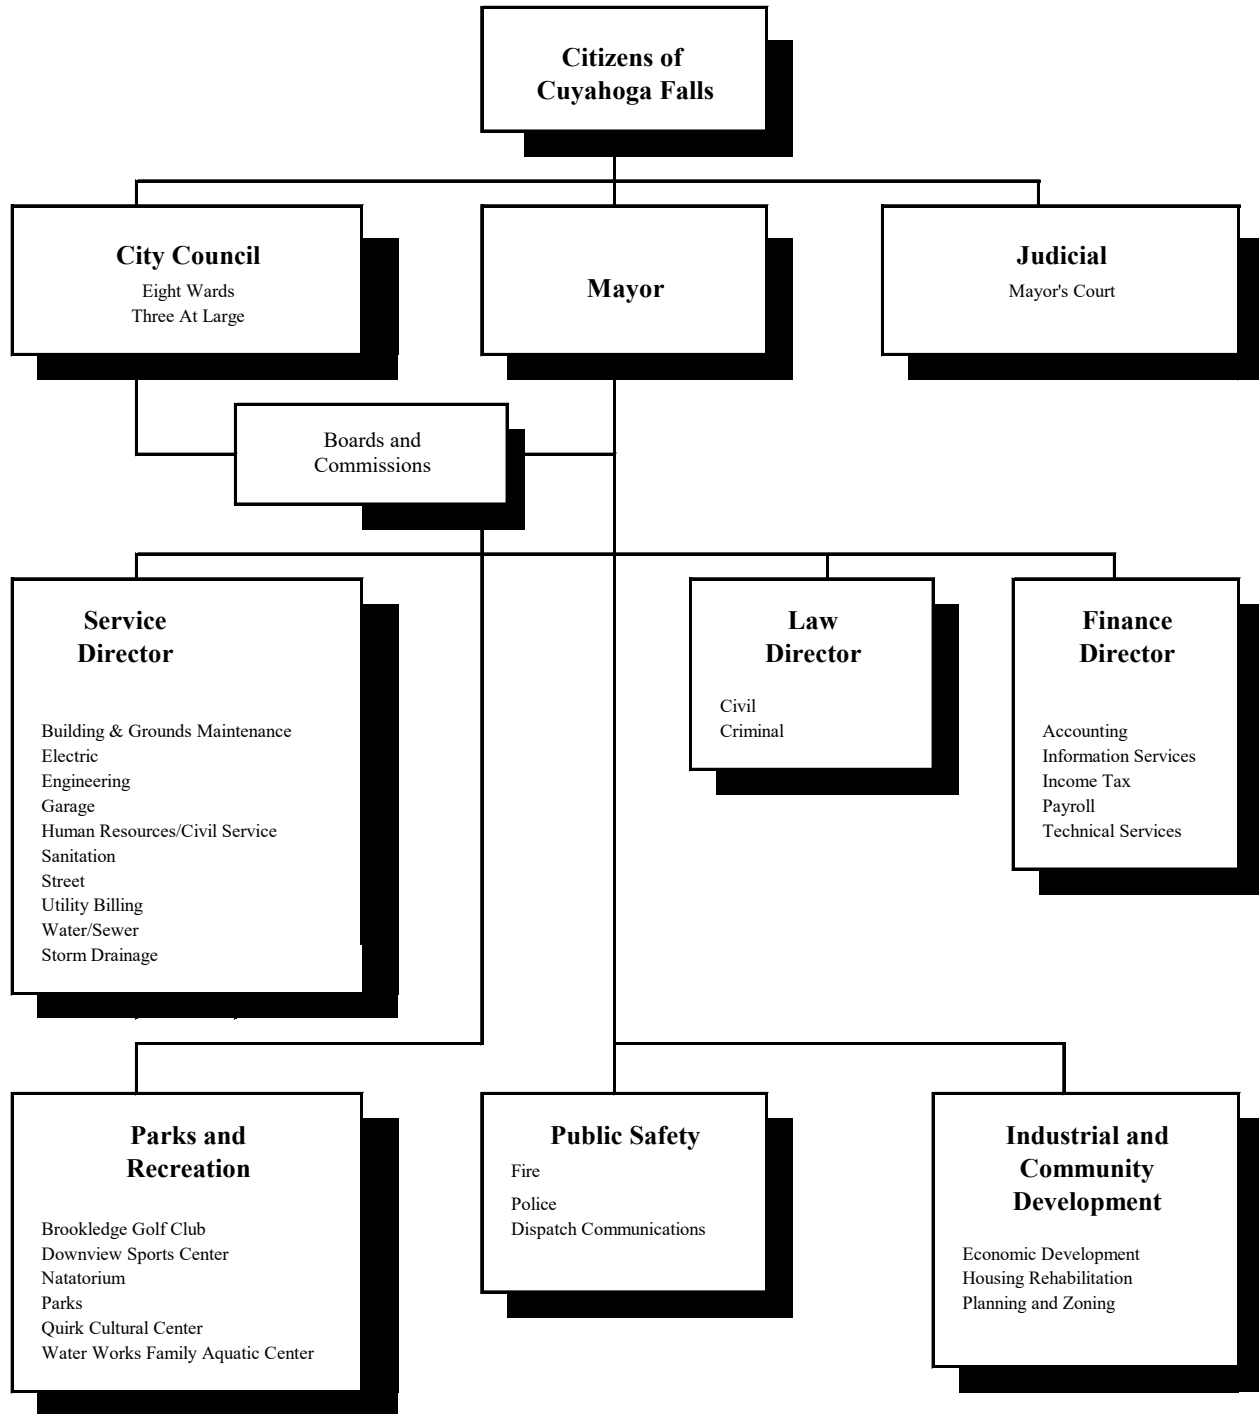 Citizens of
Cuyahoga Falls
City Council
Eight Wards
Three At Large
Mayor
Judicial
Mayor's Court
Boards and
Commissions
Service
Director
Building & Grounds Maintenance
Electric
Engineering
Garage
Human Resources/Civil Service
Sanitation
Street
Utility Billing
Water/Sewer
Storm Drainage
Law
Director
Civil
Criminal
Finance
Director
Accounting
Information Services
Income Tax
Payroll
Technical Services
Parks and
Recreation
Brookledge Golf Club
Downview Sports Center
Natatorium
Parks
Quirk Cultural Center
Water Works Family Aquatic Center
Public Safety
Fire
Police
Dispatch Communications
Industrial and
Community
Development
Economic Development
Housing Rehabilitation
Planning and Zoning